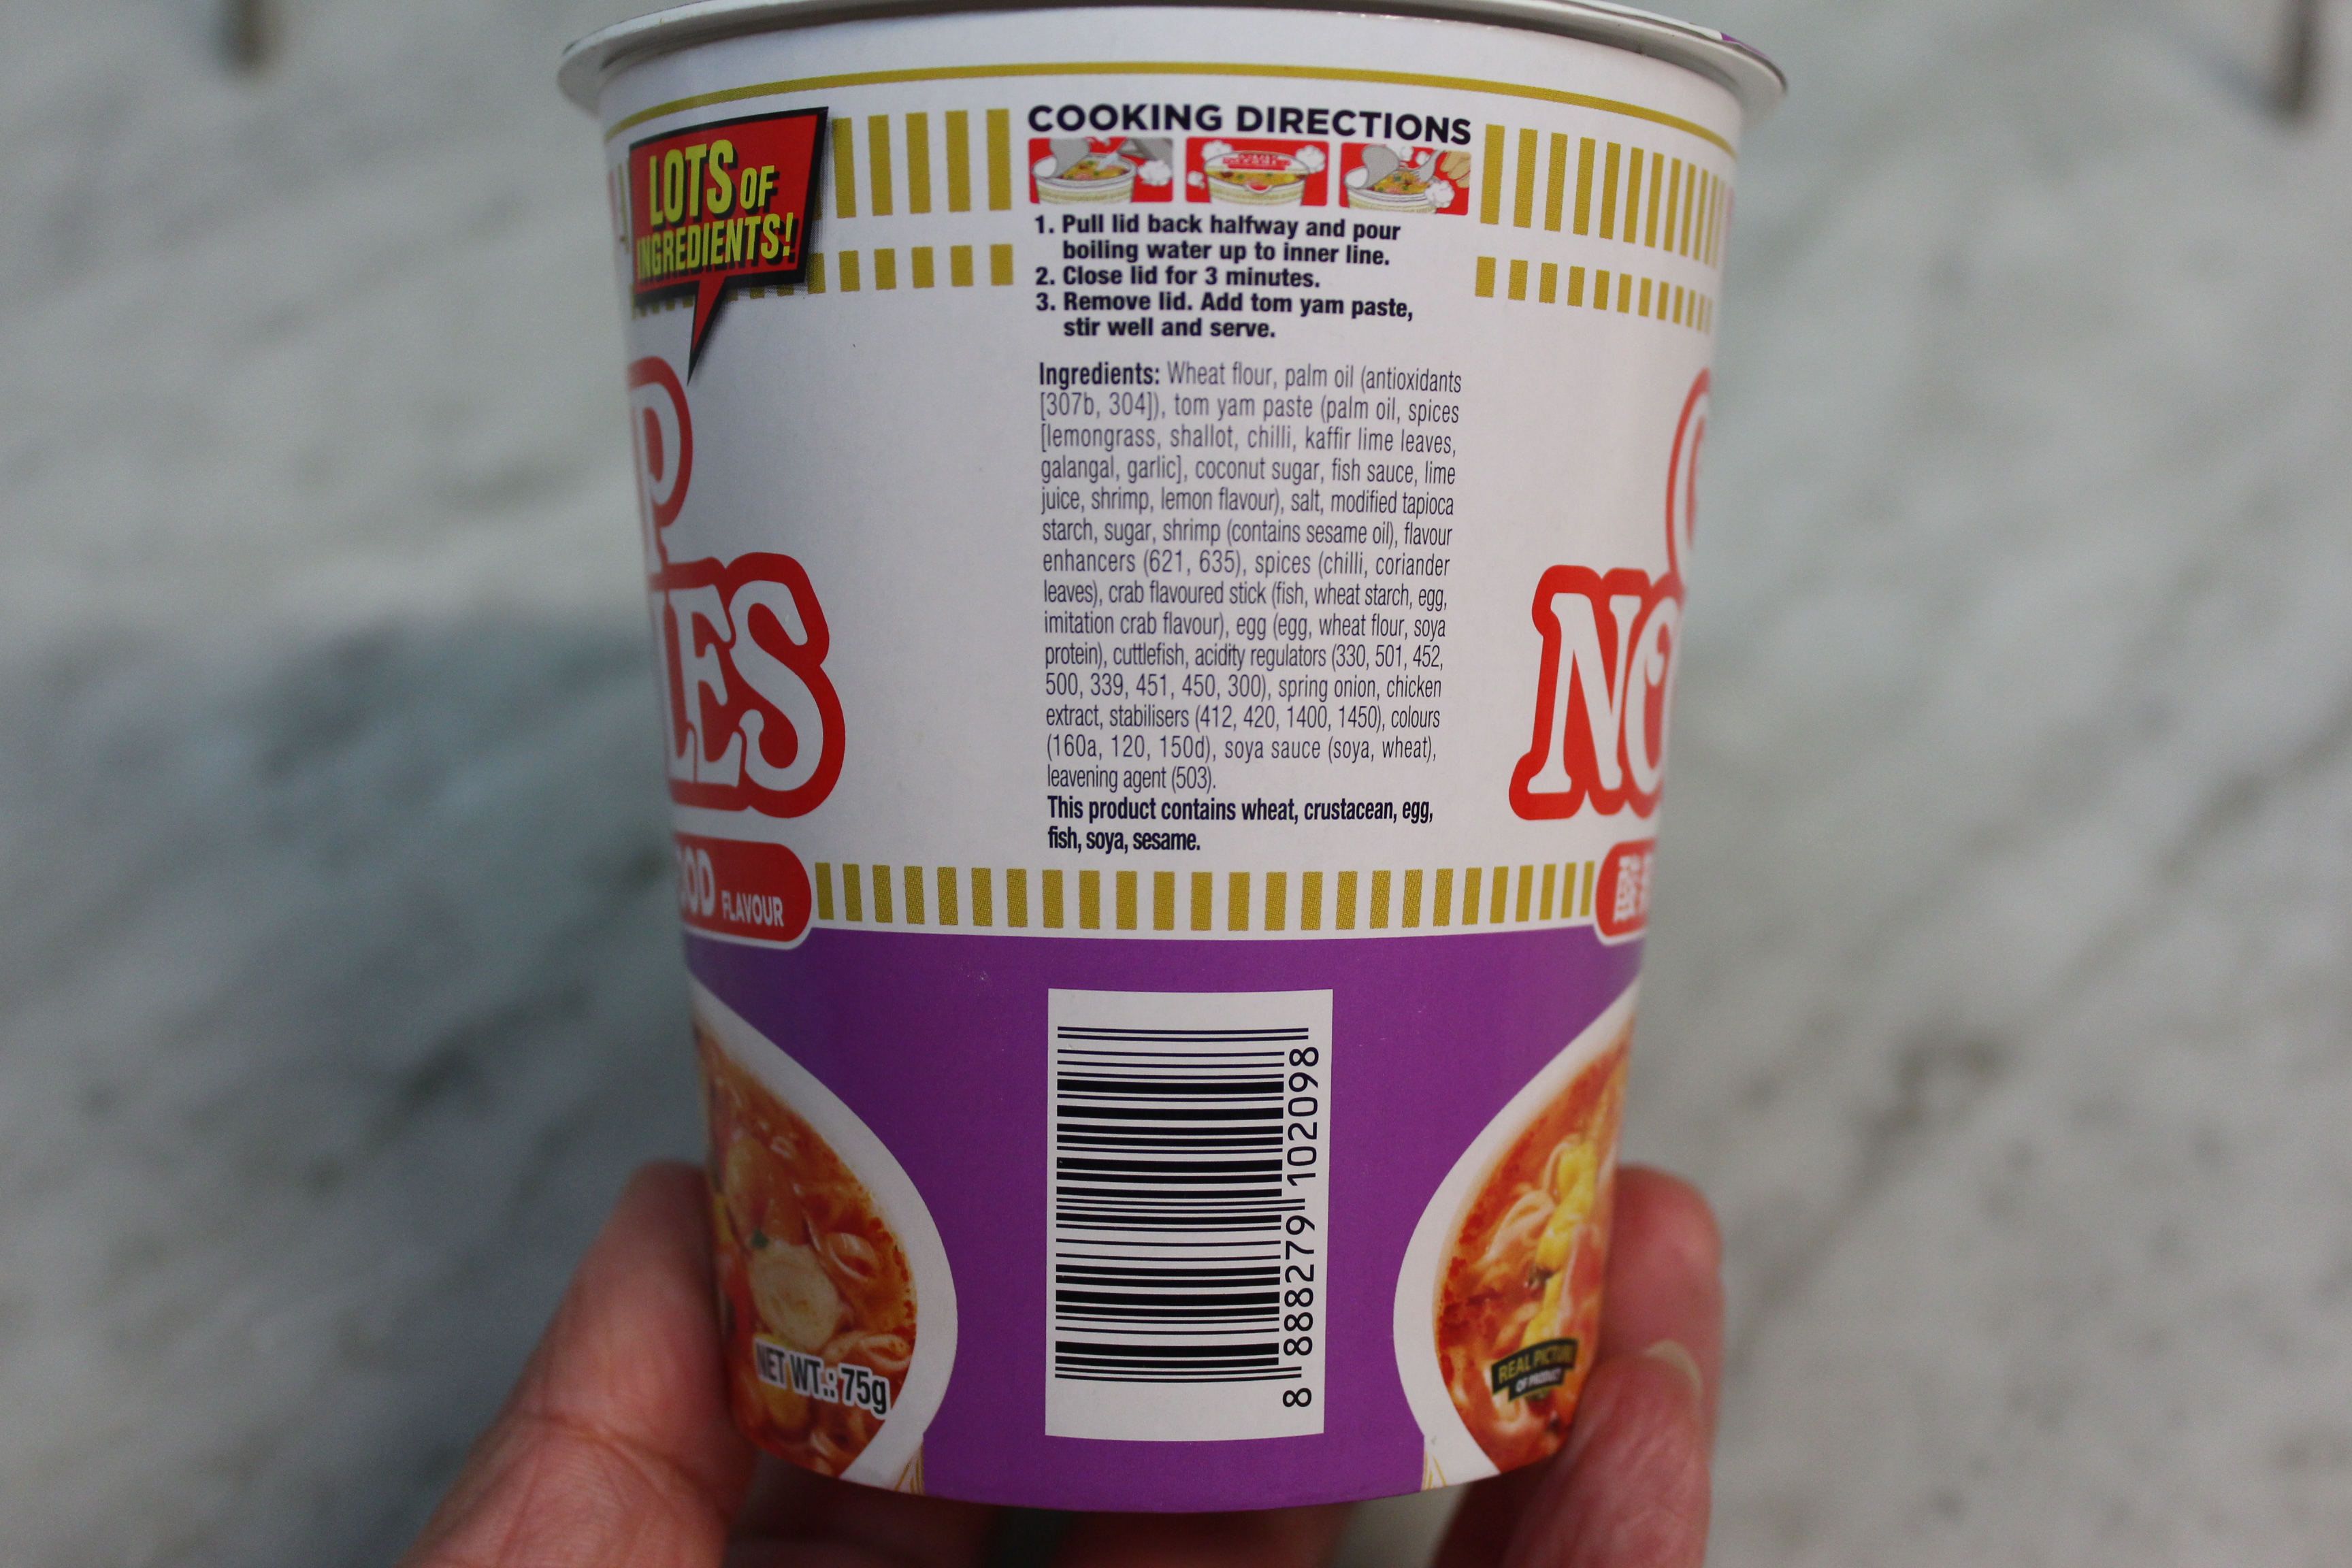 LOTS OF
INGREDIENTS!
COOKING DIRECTIONS
1. Pull lid back halfway and pour
boiling water up to inner line.
2. Close lid for 3 minutes.
3. Remove lid. Add tom yam paste,
stir well and serve.
Ingredients: Wheat flour, palm oil (antioxidants
[307b, 304]), tom yam paste (palm oil, spices
[lemongrass, shallot, chilli, kaffir lime leaves,
galangal, garlic], coconut sugar, fish sauce, lime
juice, shrimp, lemon flavour), salt, modified tapioca
starch, sugar, shrimp (contains sesame oil), flavour
enhancers (621, 635), spices (chilli, coriander
leaves), crab flavoured stick (fish, wheat starch, egg,
imitation crab flavour), egg (egg, wheat flour, soya
protein), cuttlefish, acidity regulators (330, 501, 452,
500, 339, 451, 450, 300), spring onion, chicken
extract, stabilisers (412, 420, 1400, 1450), colours
(160a, 120, 150d), soya sauce (soya, wheat),
leavening agent (503).
This product contains wheat, crustacean, egg,
fish, soya, sesame.
P
LES
NO
OOD FLAVOUR
8 888279 102098
NET WT.: 75g
REAL PICTURE
OF PRODUCT